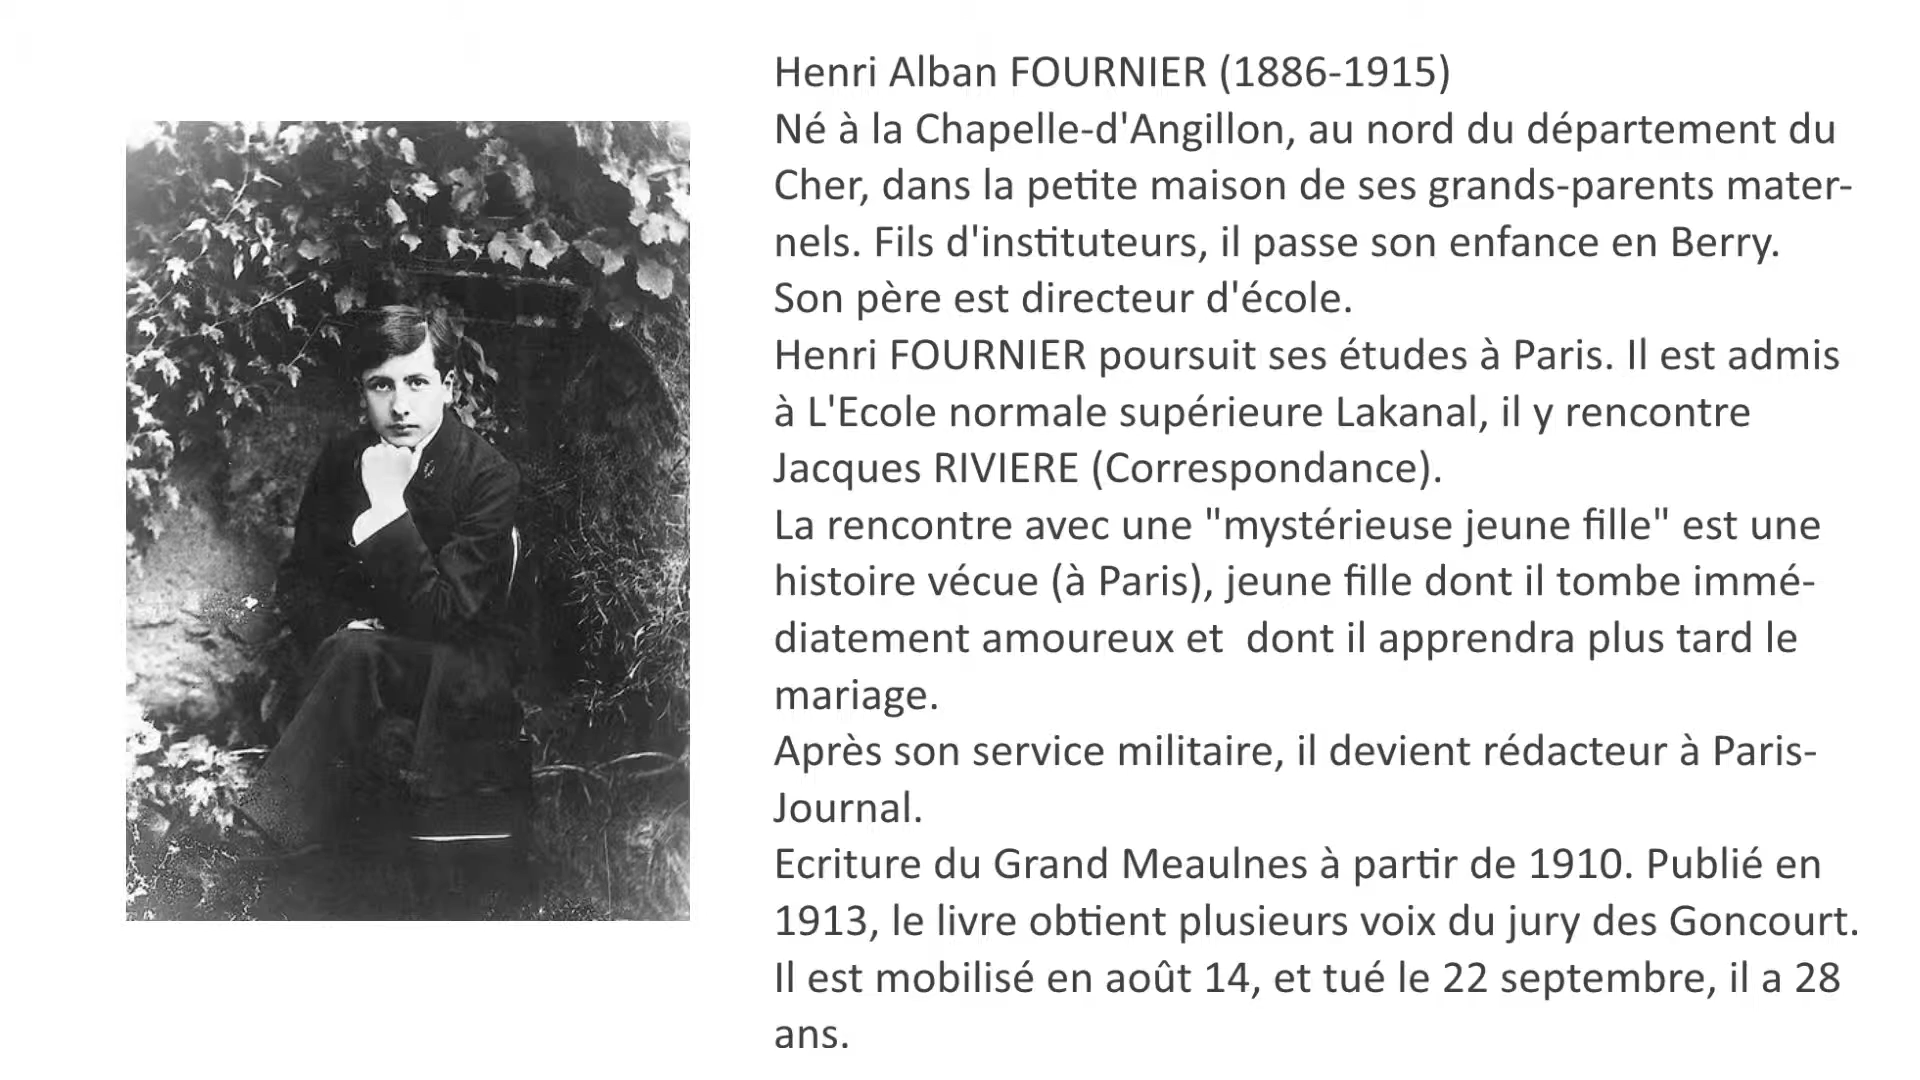 Henri Alban FOURNIER (1886-1915)
Né à la Chapelle-d'Angillon, au nord du département du
Cher, dans la petite maison de ses grands-parents mater-
nels. Fils d'instituteurs, il passe son enfance en Berry.
Son père est directeur d'école.
Henri FOURNIER poursuit ses études à Paris. Il est admis
à L'Ecole normale supérieure Lakanal, il y rencontre
Jacques RIVIERE (Correspondance).
La rencontre avec une "mystérieuse jeune fille" est une
histoire vécue (à Paris), jeune fille dont il tombe immé-
diatement amoureux et  dont il apprendra plus tard le
mariage.
Après son service militaire, il devient rédacteur à Paris-
Journal.
Ecriture du Grand Meaulnes à partir de 1910. Publié en
1913, le livre obtient plusieurs voix du jury des Goncourt.
Il est mobilisé en août 14, et tué le 22 septembre, il a 28
ans.